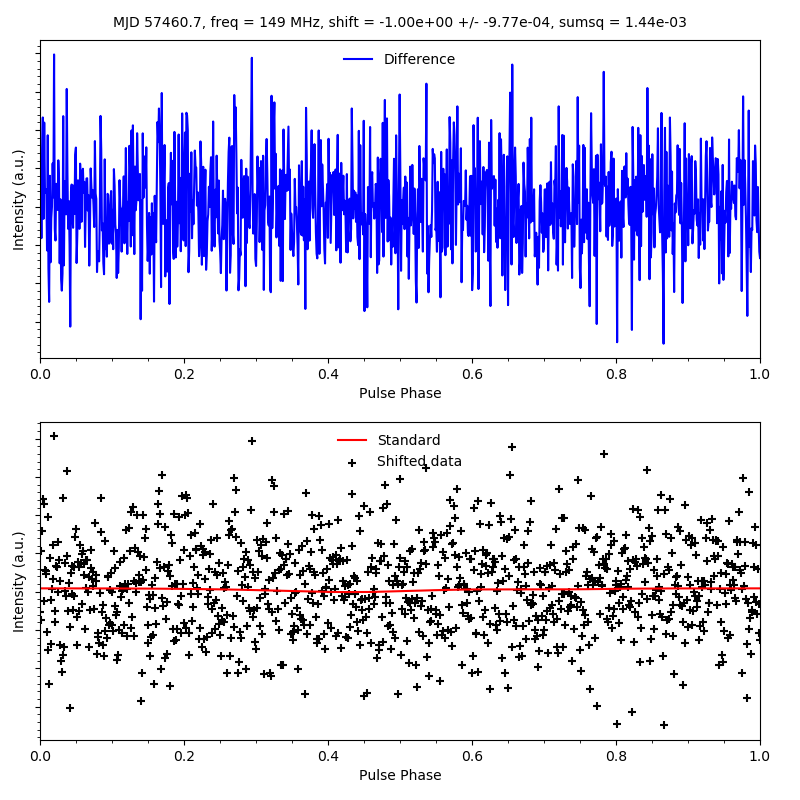 MJD 57460.7, freq = 149 MHz, shift = -1.00e+00 +/- -9.77e-04, sumsq = 1.44e-03
Difference
Intensity (a.u.)
0.0 0.2 0.4 0.6 0.8 1.0
Pulse Phase
Standard
Shifted data
Intensity (a.u.)
0.0 0.2 0.4 0.6 0.8 1.0
Pulse Phase